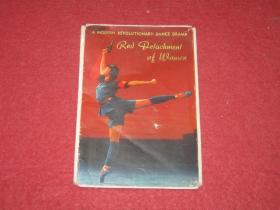 A MODERN REVOLUTIONARY DANCE DRAMA
Red Detachment
of Women